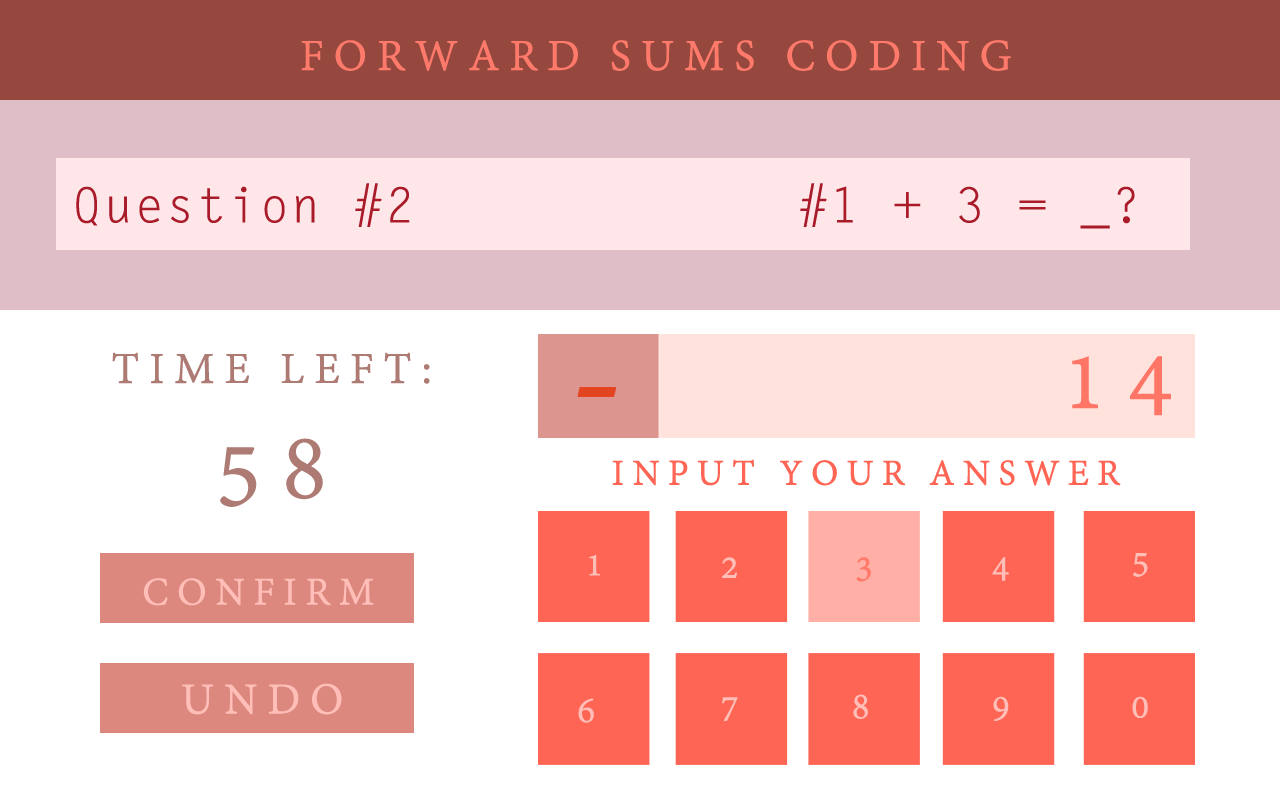 FORWARD SUMS CODING
Question #2 #1 + 3 = _?
TIME LEFT:
58
- 14
INPUT YOUR ANSWER
1 2 3 4 5
CONFIRM
6 7 8 9 0
UNDO